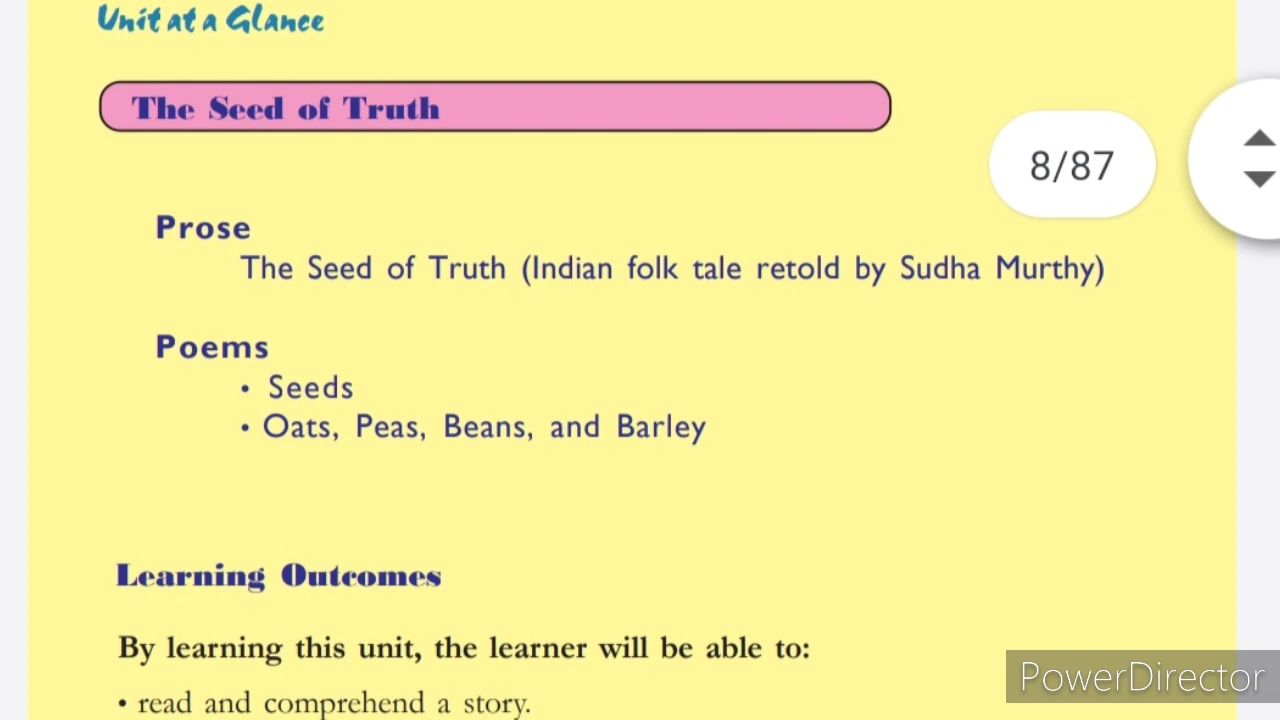 Unit at a Glance
The Seed of Truth
8/87
Prose
The Seed of Truth (Indian folk tale retold by Sudha Murthy)
Poems
• Seeds
• Oats, Peas, Beans, and Barley
Learning Outcomes
By learning this unit, the learner will be able to:
• read and comprehend a story.
PowerDirector